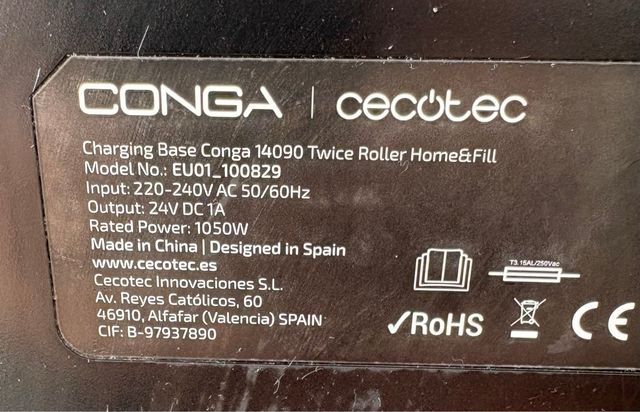 CONGA | cecotec
Charging Base Conga 14090 Twice Roller Home&Fill
Model No.: EU01_100829
Input: 220-240V AC 50/60Hz
Output: 24V DC 1A
Rated Power: 1050W
Made in China | Designed in Spain
www.cecotec.es
Cecotec Innovaciones S.L.
Av. Reyes Católicos, 60
46910, Alfafar (Valencia) SPAIN
CIF: B-97937890
T3.15AL/250Vac
✓RoHS
CE